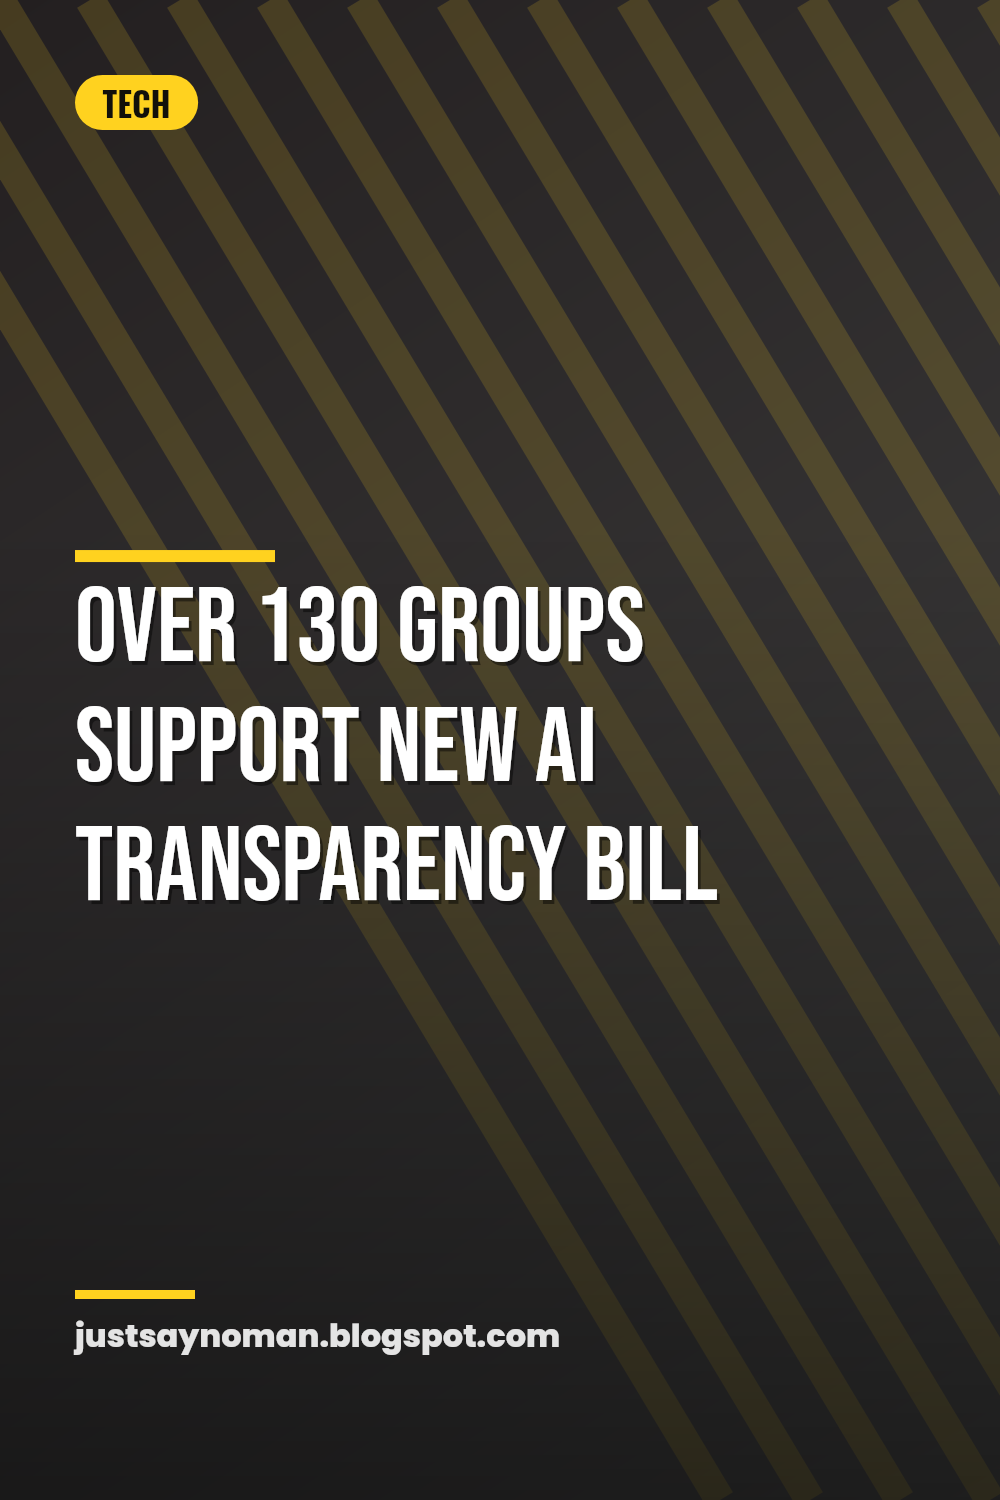 TECH
OVER 130 GROUPS
SUPPORT NEW AI
TRANSPARENCY BILL
justsaynoman.blogspot.com